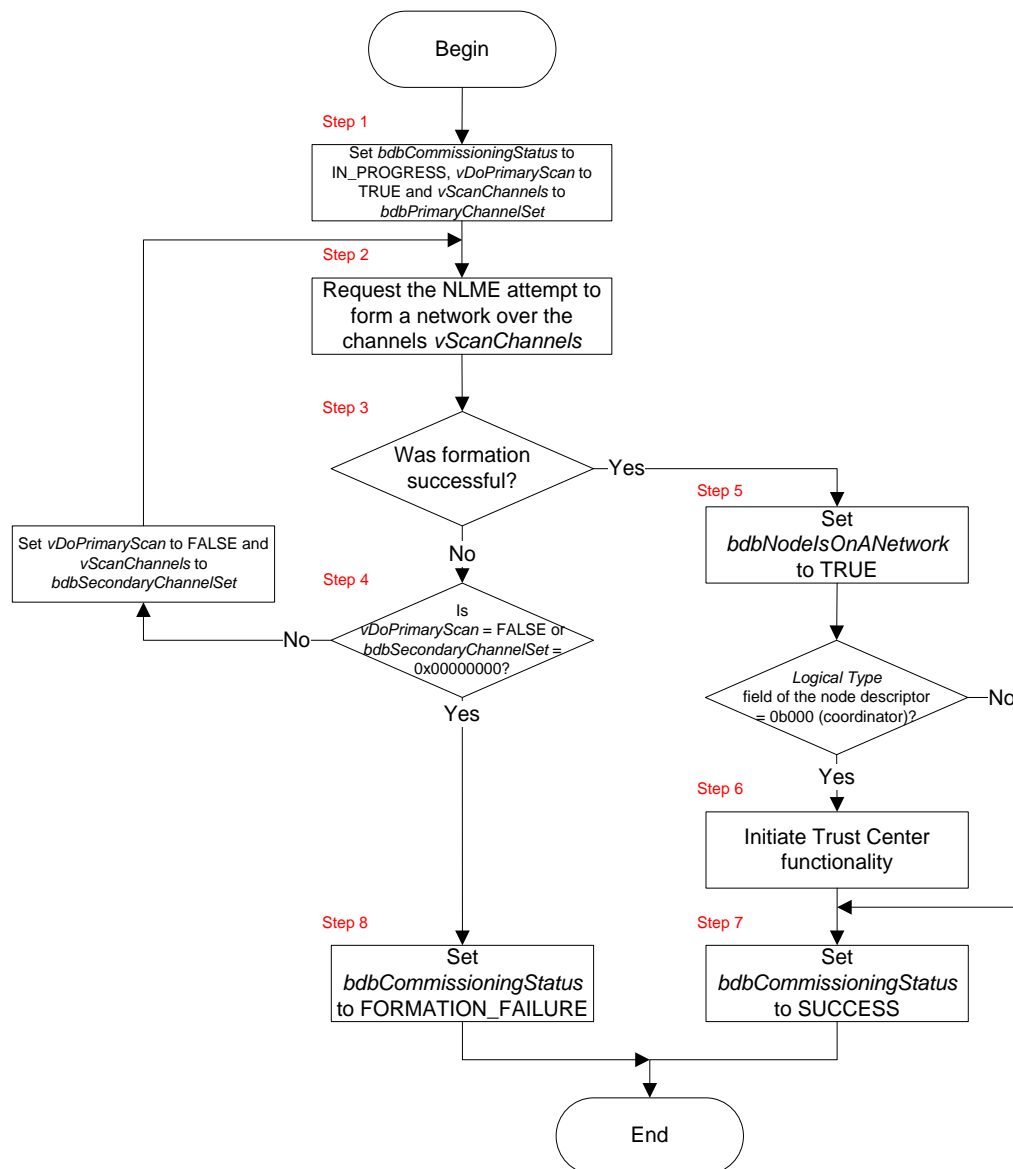 Begin
Step 1
Set bdbCommissioningStatus to
IN_PROGRESS, vDoPrimaryScan to
TRUE and vScanChannels to
bdbPrimaryChannelSet
Step 2
Request the NLME attempt to
form a network over the
channels vScanChannels
Step 3
Was formation
successful?
Yes
No
Step 5
Set
bdbNodeIsOnANetwork
to TRUE
Set vDoPrimaryScan to FALSE and
vScanChannels to
bdbSecondaryChannelSet
Step 4
Is
vDoPrimaryScan = FALSE or
bdbSecondaryChannelSet =
0x00000000?
No
Yes
Logical Type
field of the node descriptor
= 0b000 (coordinator)?
No
Yes
Step 6
Initiate Trust Center
functionality
Step 8
Set
bdbCommissioningStatus
to FORMATION_FAILURE
Step 7
Set
bdbCommissioningStatus
to SUCCESS
End